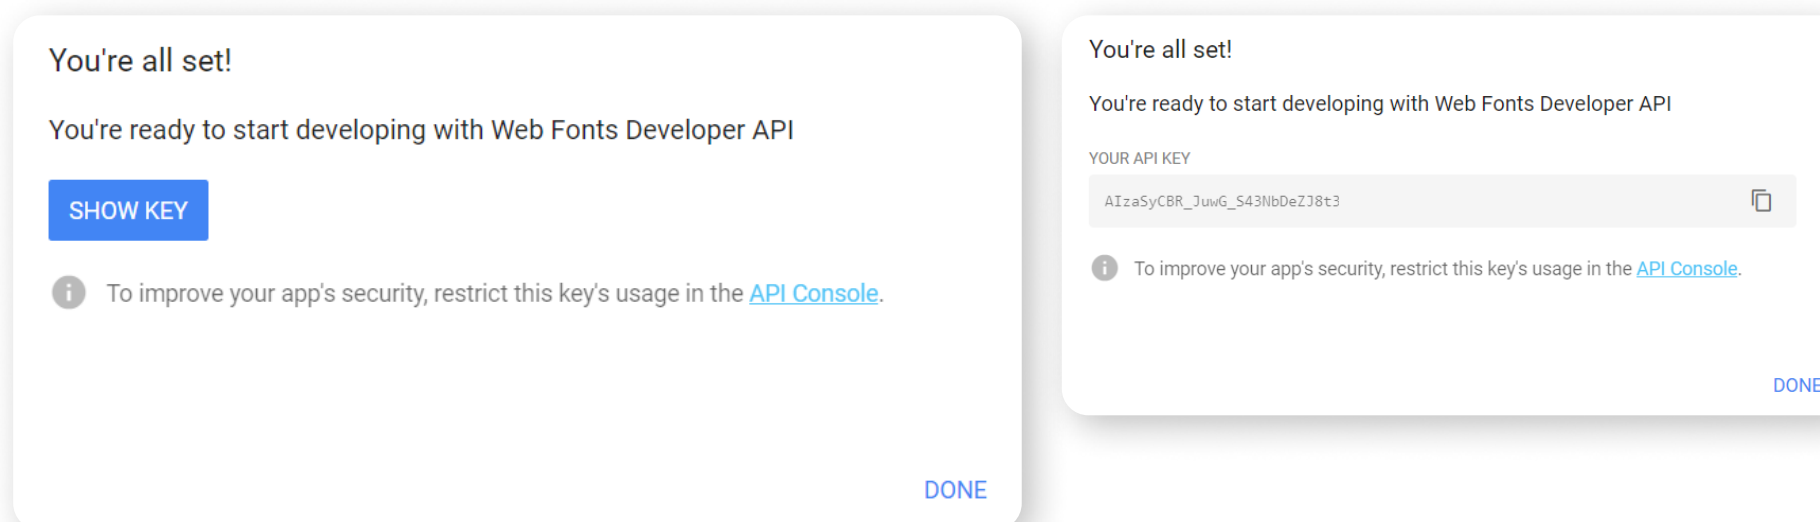 You're all set!
You're ready to start developing with Web Fonts Developer API
SHOW KEY
To improve your app's security, restrict this key's usage in the API Console.
DONE
You're all set!
You're ready to start developing with Web Fonts Developer API
YOUR API KEY
AIzaSyCBR_JuwG_S43NbDeZJ8t3
To improve your app's security, restrict this key's usage in the API Console.
DONE